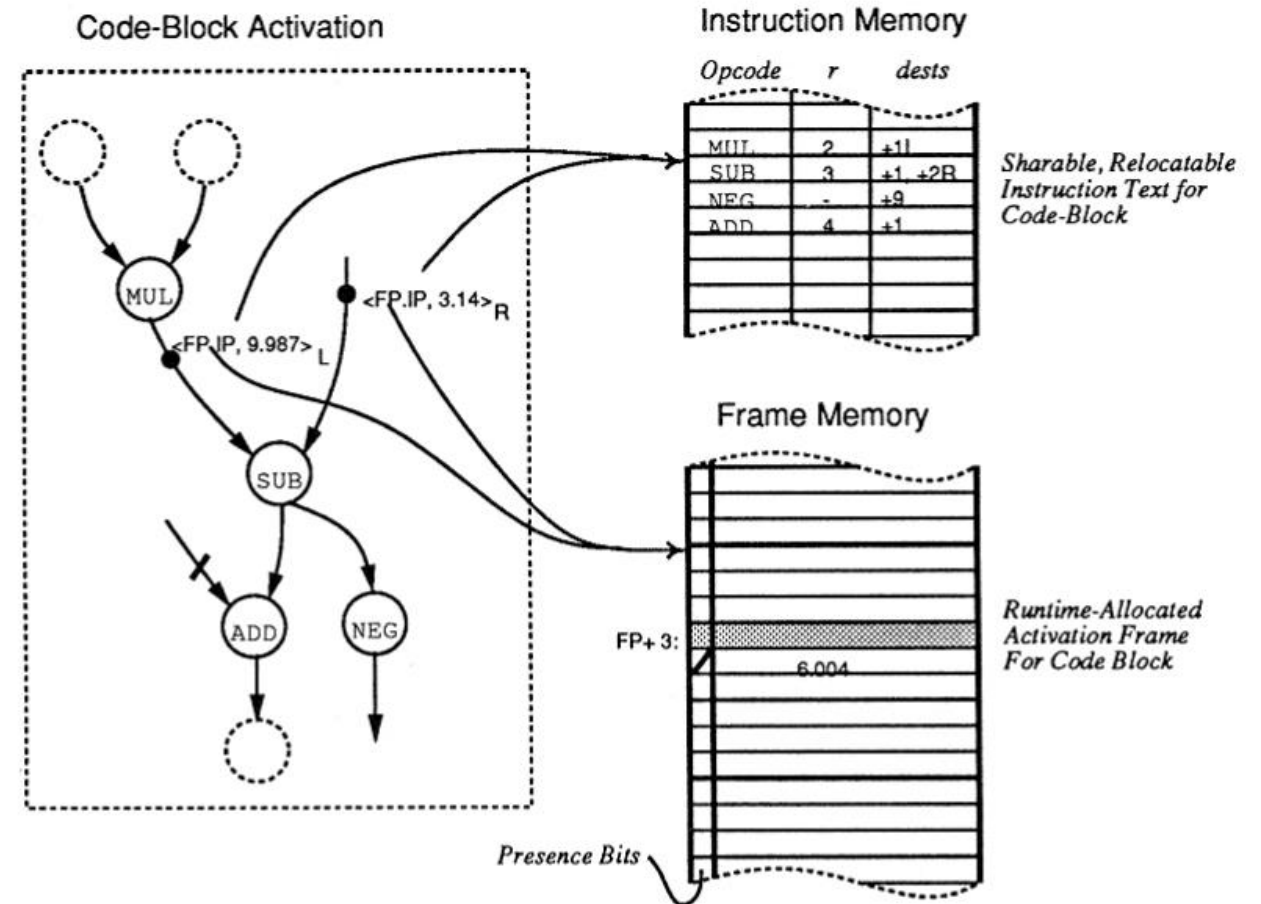 Code-Block Activation
MUL
<FP.IP, 9.987> L
<FP.IP, 3.14> R
SUB
ADD
NEG
Instruction Memory
Opcode r dests
MUL 2 +1L
SUB 3 +1, +2R
NEG - +9
ADD 4 +1
Sharable, Relocatable
Instruction Text for
Code-Block
Frame Memory
FP+3:
6.004
Runtime-Allocated
Activation Frame
For Code Block
Presence Bits